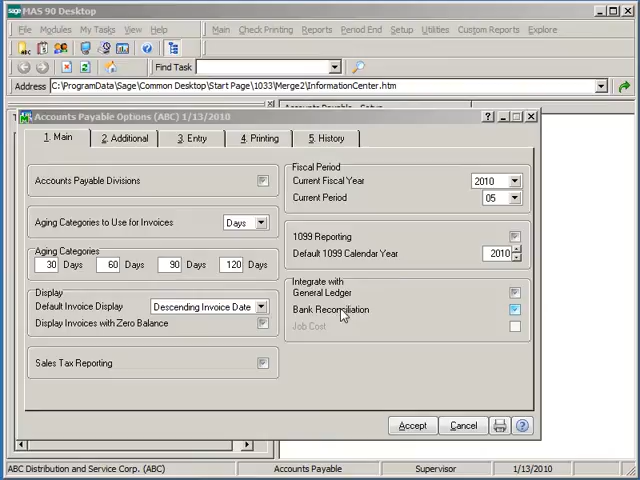 sage MAS 90 Desktop
File Modules My Tasks View Help Main Check Printing Reports Period End Setup Utilities Custom Reports Explore
Find Task
Address C:\ProgramData\Sage\Common Desktop\Start Page\1033\Merge2\InformationCenter.htm
Accounts Payable Options (ABC) 1/13/2010
1. Main 2. Additional 3. Entry 4. Printing 5. History
Accounts Payable Divisions
Aging Categories to Use for Invoices Days
Aging Categories
30 Days 60 Days 90 Days 120 Days
Display
Default Invoice Display Descending Invoice Date
Display Invoices with Zero Balance
Sales Tax Reporting
Fiscal Period
Current Fiscal Year 2010
Current Period 05
1099 Reporting
Default 1099 Calendar Year 2010
Integrate with
General Ledger
Bank Reconciliation
Job Cost
Accept Cancel
ABC Distribution and Service Corp. (ABC) Accounts Payable Supervisor 1/13/2010